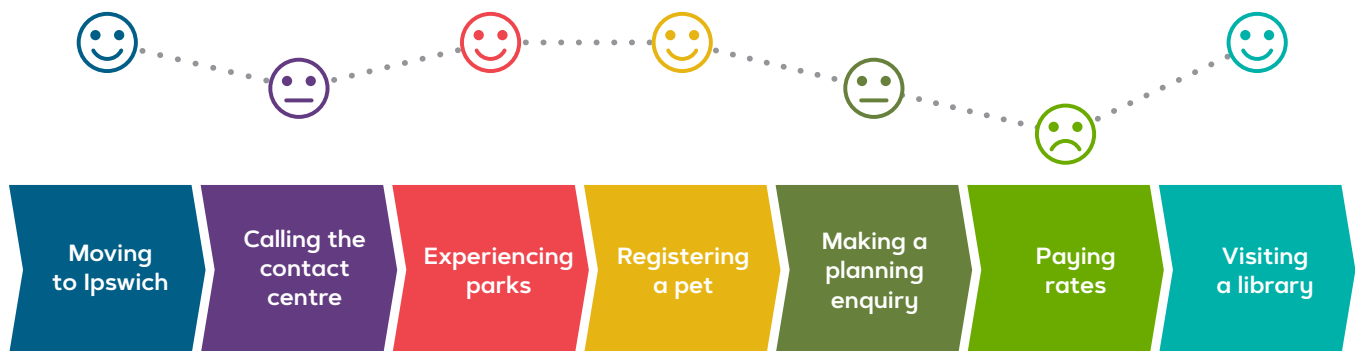 Moving
to Ipswich
Calling the
contact
centre
Experiencing
parks
Registering
a pet
Making a
planning
enquiry
Paying
rates
Visiting
a library